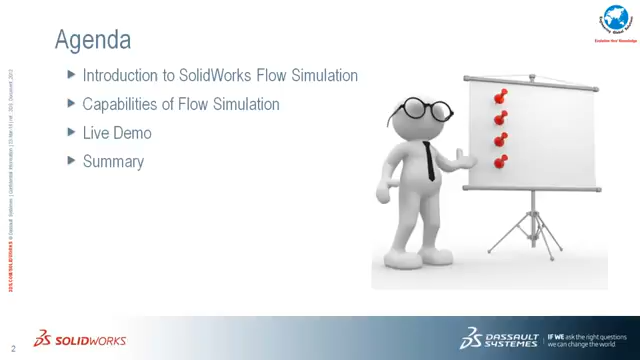 Agenda
Introduction to SolidWorks Flow Simulation
Capabilities of Flow Simulation
Live Demo
Summary
2
SOLIDWORKS
DASSAULT
SYSTEMES
IF WE ask the right questions
we can change the world